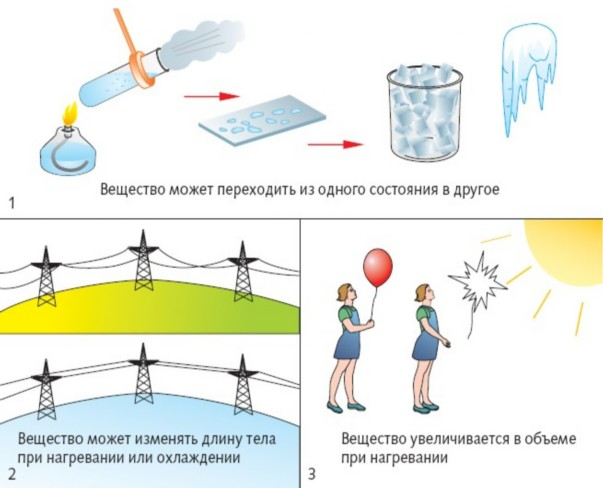 Вещество может переходить из одного состояния в другое
1
Вещество может изменять длину тела
при нагревании или охлаждении
2
Вещество увеличивается в объеме
при нагревании
3